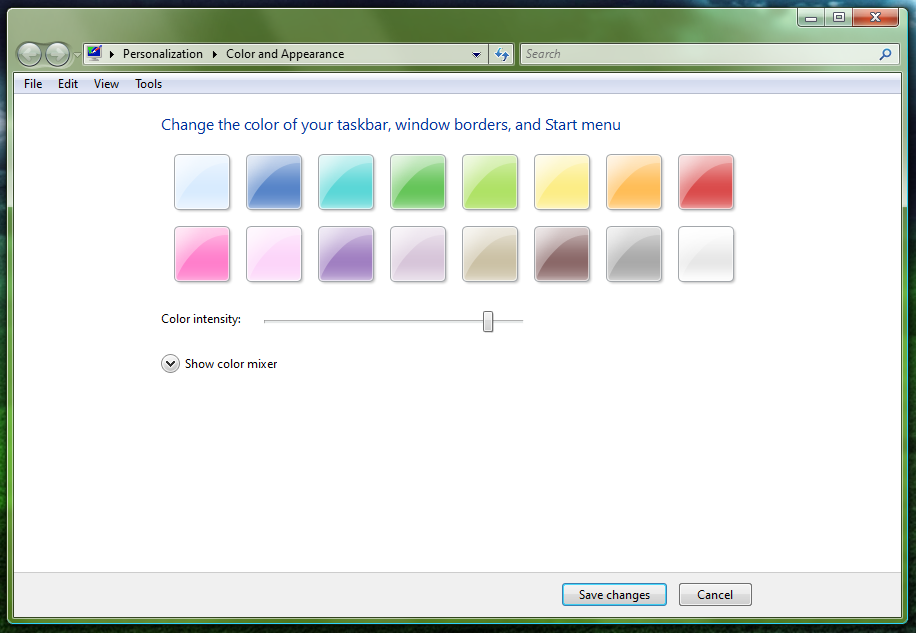 Personalization Color and Appearance
Search
File Edit View Tools
Change the color of your taskbar, window borders, and Start menu
Color intensity:
Show color mixer
Save changes Cancel